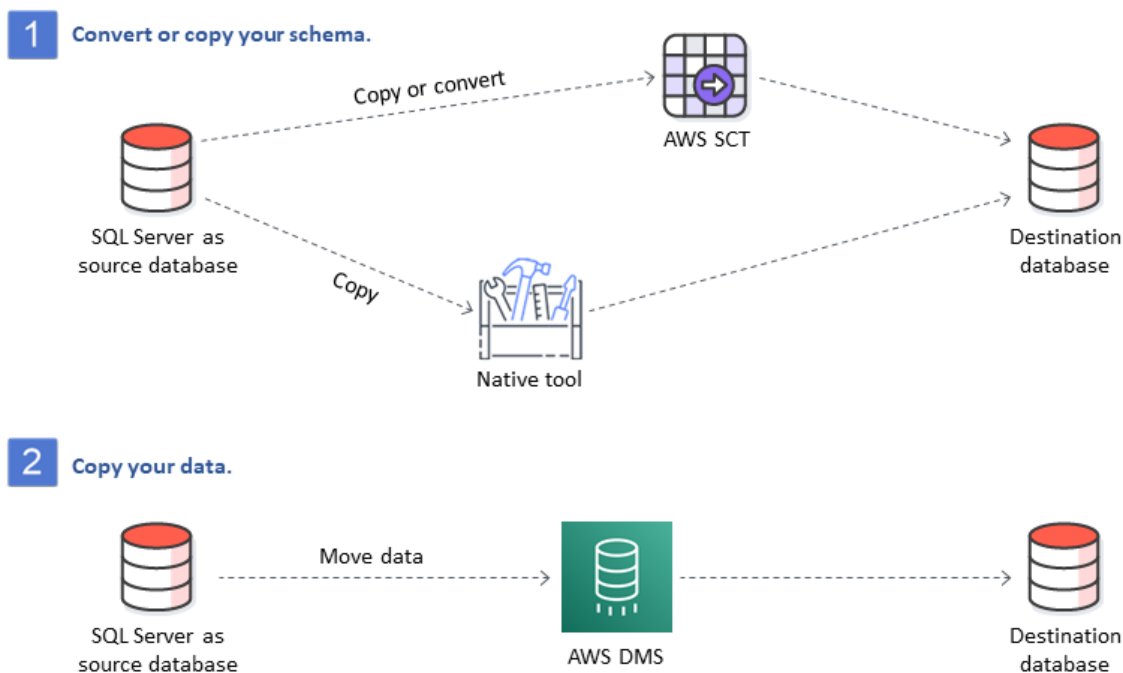 1
Convert or copy your schema.
Copy or convert
AWS SCT
SQL Server as
source database
Destination
database
Copy
Native tool
2
Copy your data.
Move data
SQL Server as
source database
AWS DMS
Destination
database